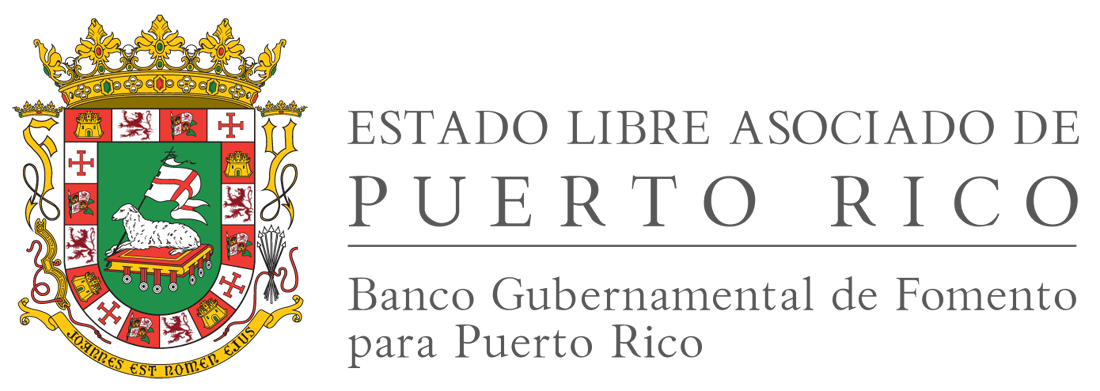 F
Y
JOANNES EST NOMEN EJUS
ESTADO LIBRE ASOCIADO DE
PUERTO RICO
Banco Gubernamental de Fomento
para Puerto Rico